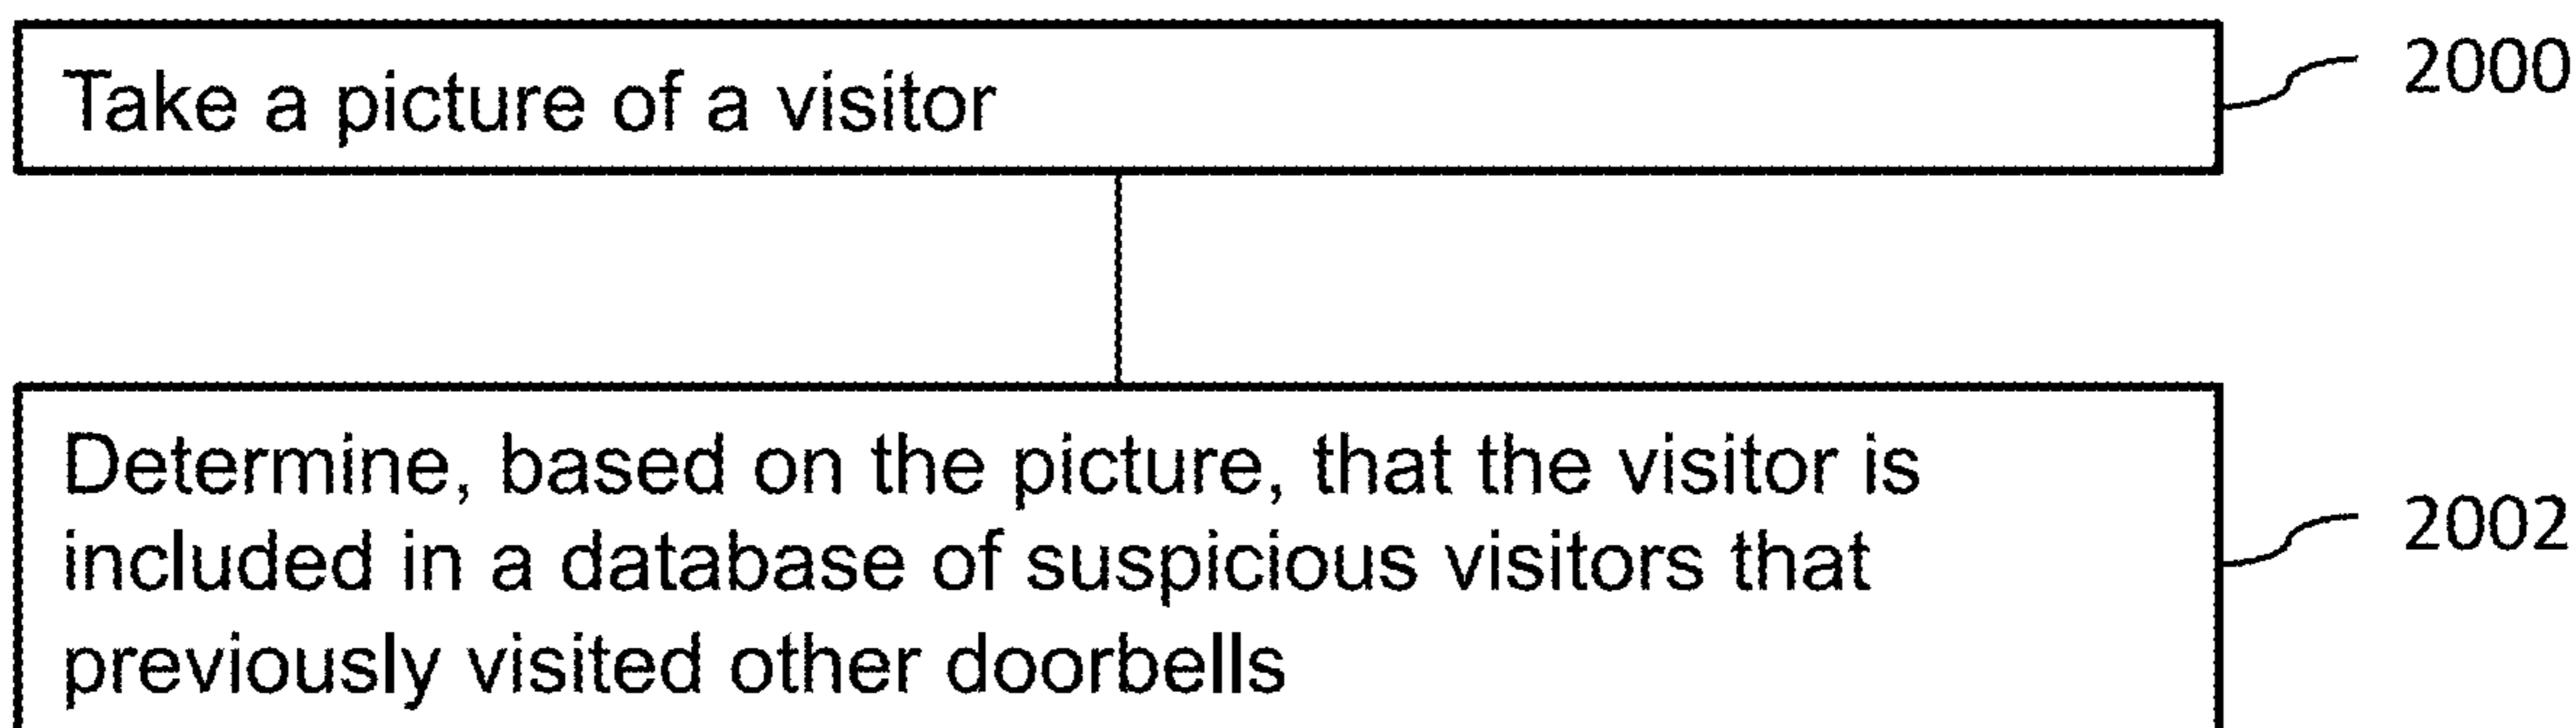 Take a picture of a visitor
2000
Determine, based on the picture, that the visitor is
included in a database of suspicious visitors that
2002
previously visited other doorbells